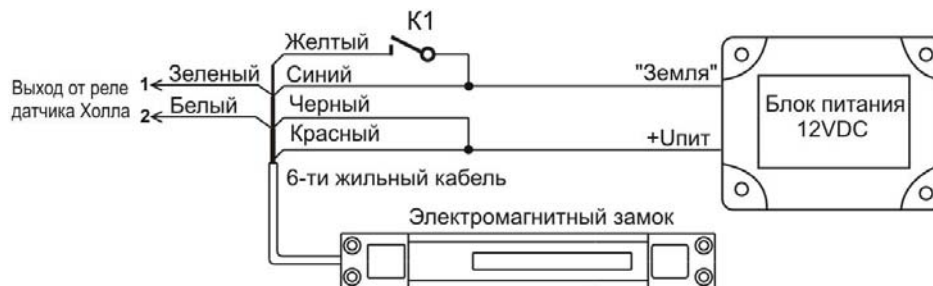 К1
Желтый
Зеленый
Синий
"Земля"
Выход от реле
датчика Холла
1
2
Белый
Черный
Красный
+Uпит
Блок питания
12VDC
6-ти жильный кабель
Электромагнитный замок